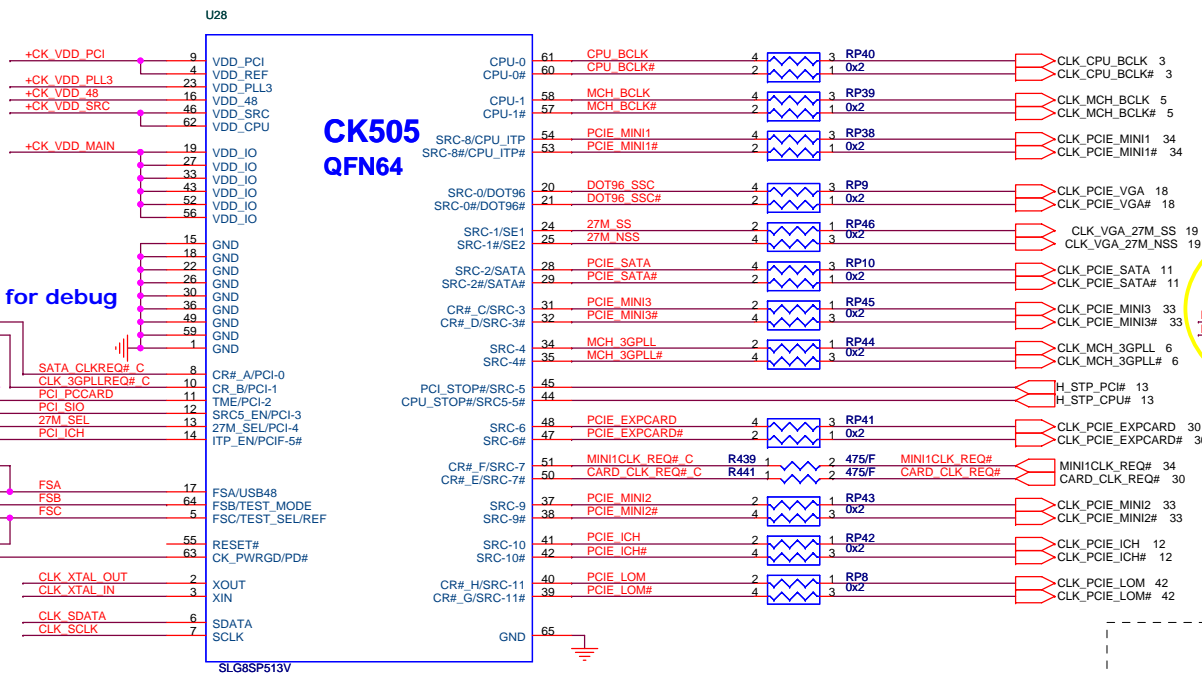 U28
+CK_VDD_PCI 9 VDD_PCI CPU-0 61 CPU_BCLK 4 3 RP40 CLK_CPU_BCLK 3
4 VDD_REF CPU-0# 60 CPU_BCLK# 2 1 0x2 CLK_CPU_BCLK# 3
+CK_VDD_PLL3 23 VDD_PLL3
+CK_VDD_48 16 VDD_48 CPU-1 58 MCH_BCLK 4 3 RP39 CLK_MCH_BCLK 5
+CK_VDD_SRC 46 VDD_SRC CPU-1# 57 MCH_BCLK# 2 1 0x2 CLK_MCH_BCLK# 5
62 VDD_CPU
CK505
QFN64
SRC-8/CPU_ITP 54 PCIE_MINI1 4 3 RP38 CLK_PCIE_MINI1 34
+CK_VDD_MAIN 19 VDD_IO SRC-8#/CPU_ITP# 53 PCIE_MINI1# 2 1 0x2 CLK_PCIE_MINI1# 34
27 VDD_IO
33 VDD_IO
43 VDD_IO SRC-0/DOT96 20 DOT96_SSC 4 3 RP9 CLK_PCIE_VGA 18
52 VDD_IO SRC-0#/DOT96# 21 DOT96_SSC# 2 1 0x2 CLK_PCIE_VGA# 18
56 VDD_IO
SRC-1/SE1 24 27M_SS 2 1 RP46 CLK_VGA_27M_SS 19
15 GND SRC-1#/SE2 25 27M_NSS 4 3 0x2 CLK_VGA_27M_NSS 19
18 GND
22 GND SRC-2/SATA 28 PCIE_SATA 4 3 RP10 CLK_PCIE_SATA 11
26 GND SRC-2#/SATA# 29 PCIE_SATA# 2 1 0x2 CLK_PCIE_SATA# 11
for debug
30 GND
36 GND CR#_C/SRC-3 31 PCIE_MINI3 2 1 RP45 CLK_PCIE_MINI3 33
49 GND CR#_D/SRC-3# 32 PCIE_MINI3# 4 3 0x2 CLK_PCIE_MINI3# 33
59 GND
1 GND SRC-4 34 MCH_3GPLL 2 1 RP44 CLK_MCH_3GPLL 6
SRC-4# 35 MCH_3GPLL# 4 3 0x2 CLK_MCH_3GPLL# 6
SATA_CLKREQ#_C 8 CR#_A/PCI-0
CLK_3GPLLREQ#_C 10 CR_B/PCI-1 PCI_STOP#/SRC-5 45 H_STP_PCI# 13
PCI_PCCARD 11 TME/PCI-2 CPU_STOP#/SRC5-5# 44 H_STP_CPU# 13
PCI_SIO 12 SRC5_EN/PCI-3
27M_SEL 13 27M_SEL/PCI-4 SRC-6 48 PCIE_EXPCARD 4 3 RP41 CLK_PCIE_EXPCARD 30
PCI_ICH 14 ITP_EN/PCIF-5# SRC-6# 47 PCIE_EXPCARD# 2 1 0x2 CLK_PCIE_EXPCARD#
CR#_F/SRC-7 51 MINI1CLK_REQ#_C R439 1 2 475/F MINI1CLK_REQ# MINI1CLK_REQ# 34
CR#_E/SRC-7# 50 CARD_CLK_REQ#_C R441 1 2 475/F CARD_CLK_REQ# CARD_CLK_REQ# 30
FSA 17 FSA/USB48
FSB 64 FSB/TEST_MODE SRC-9 37 PCIE_MINI2 2 1 RP43 CLK_PCIE_MINI2 33
FSC 5 FSC/TEST_SEL/REF SRC-9# 38 PCIE_MINI2# 4 3 0x2 CLK_PCIE_MINI2# 33
55 RESET# SRC-10 41 PCIE_ICH 2 1 RP42 CLK_PCIE_ICH 12
63 CK_PWRGD/PD# SRC-10# 42 PCIE_ICH# 4 3 0x2 CLK_PCIE_ICH# 12
CLK_XTAL_OUT 2 XOUT CR#_H/SRC-11 40 PCIE_LOM 2 1 RP8 CLK_PCIE_LOM 42
CLK_XTAL_IN 3 XIN CR#_G/SRC-11# 39 PCIE_LOM# 4 3 0x2 CLK_PCIE_LOM# 42
CLK_SDATA 6 SDATA
CLK_SCLK 7 SCLK GND 65
SLG8SP513V